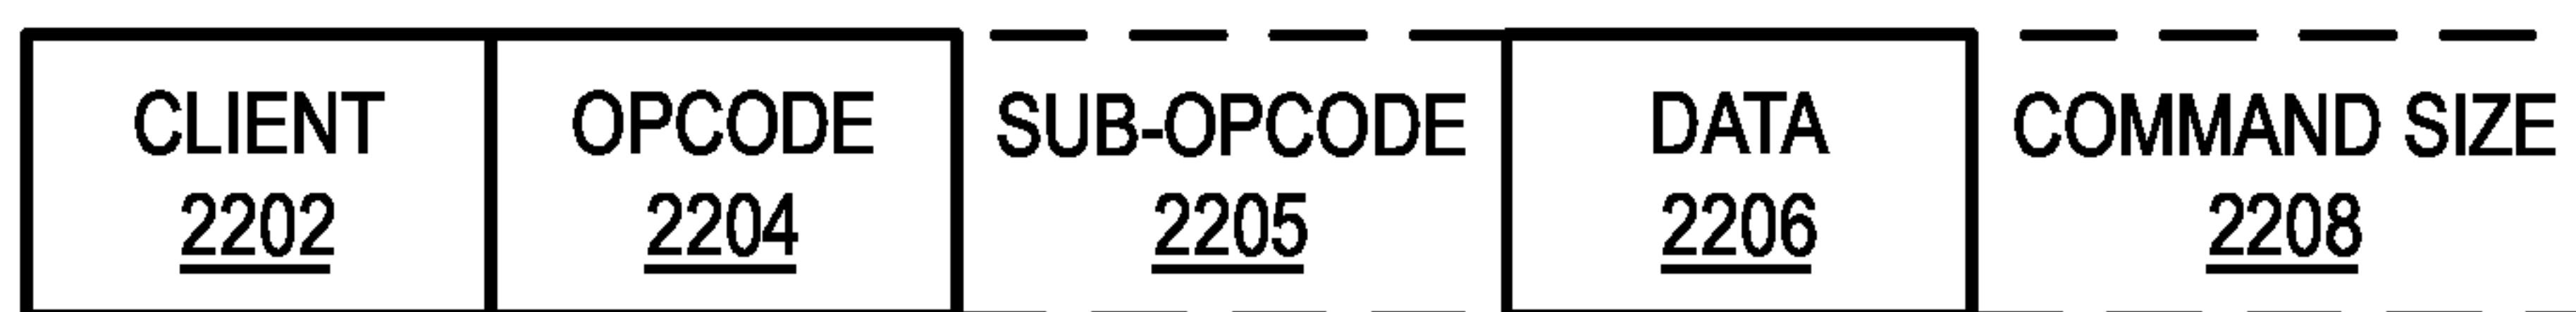 CLIENT OPCODE SUB-OPCODE DATA COMMAND SIZE
2202 2204 2205 2206 2208